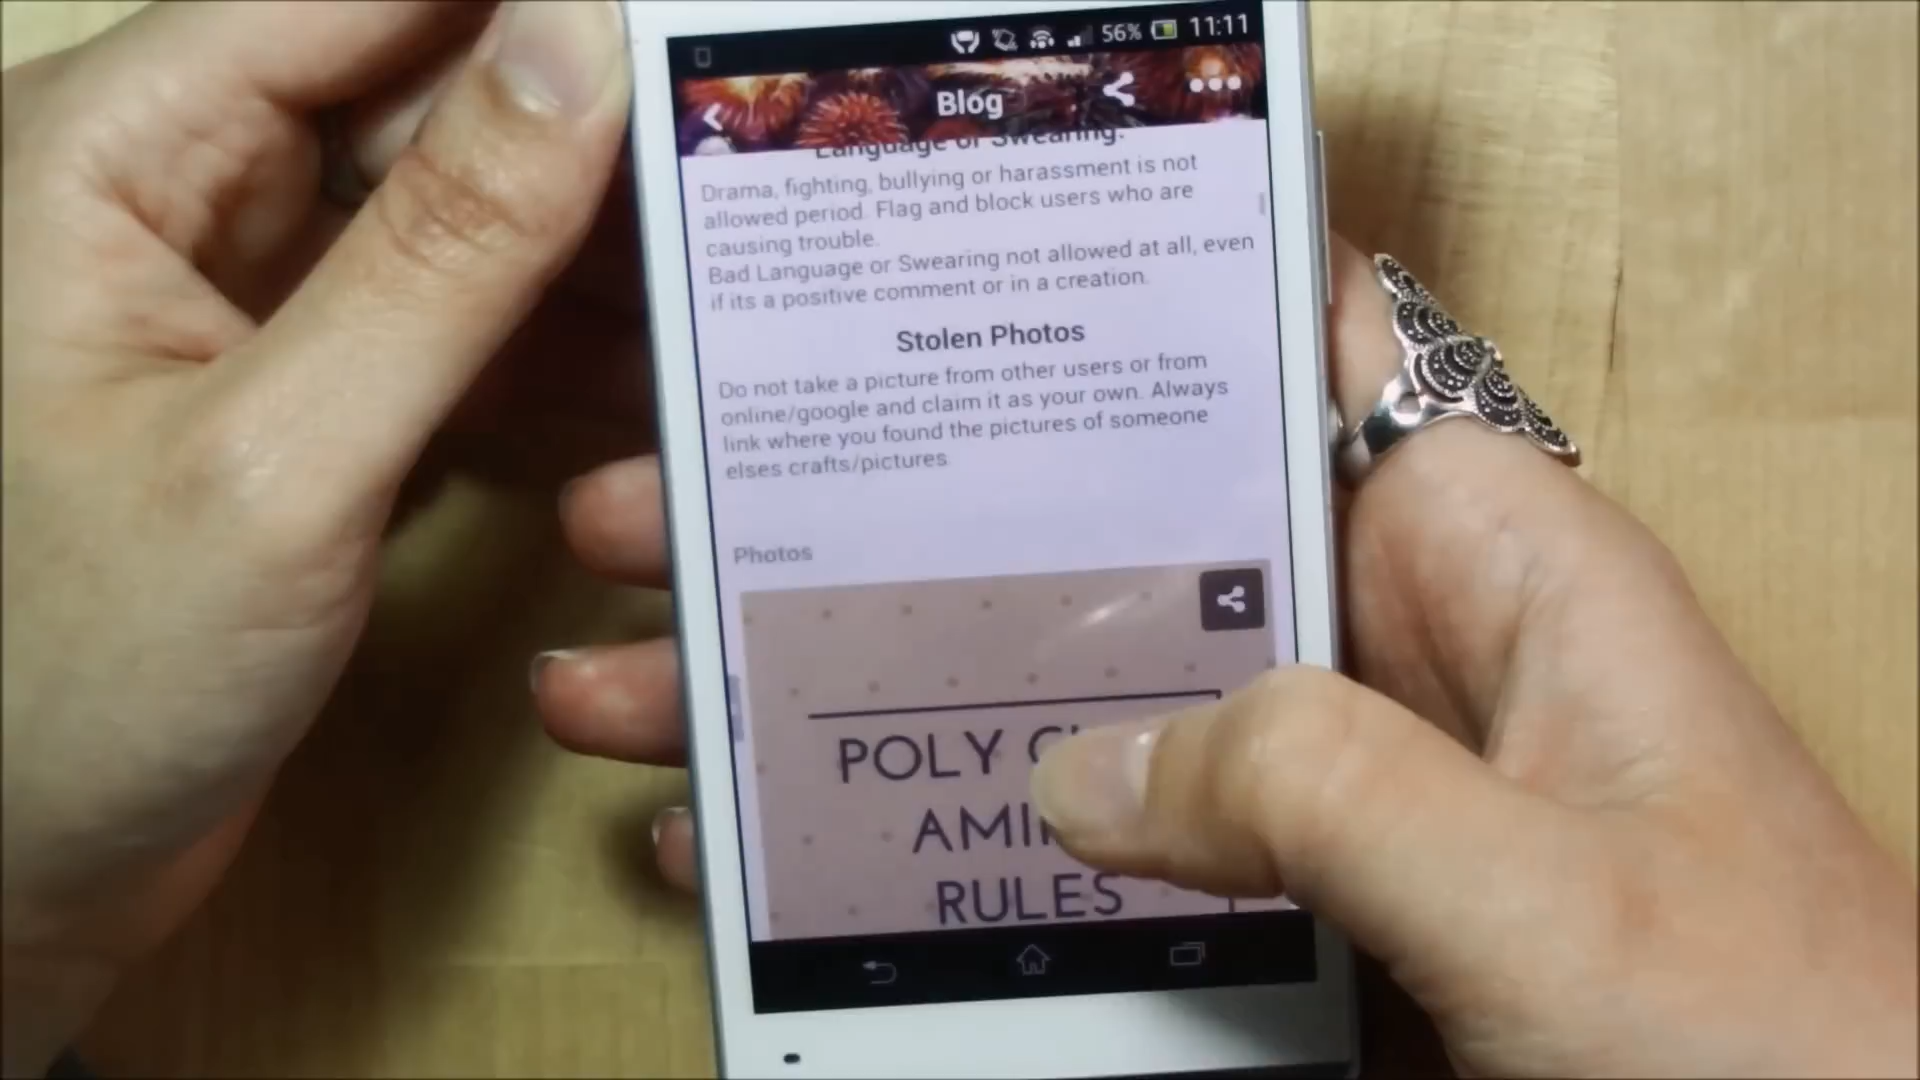 56% 11:11
Blog
Language or Swearing.
Drama, fighting, bullying or harassment is not
allowed period. Flag and block users who are
causing trouble.
Bad Language or Swearing not allowed at all, even
if its a positive comment or in a creation.
Stolen Photos
Do not take a picture from other users or from
online/google and claim it as your own. Always
link where you found the pictures of someone
elses crafts/pictures
Photos
POLY
RULES